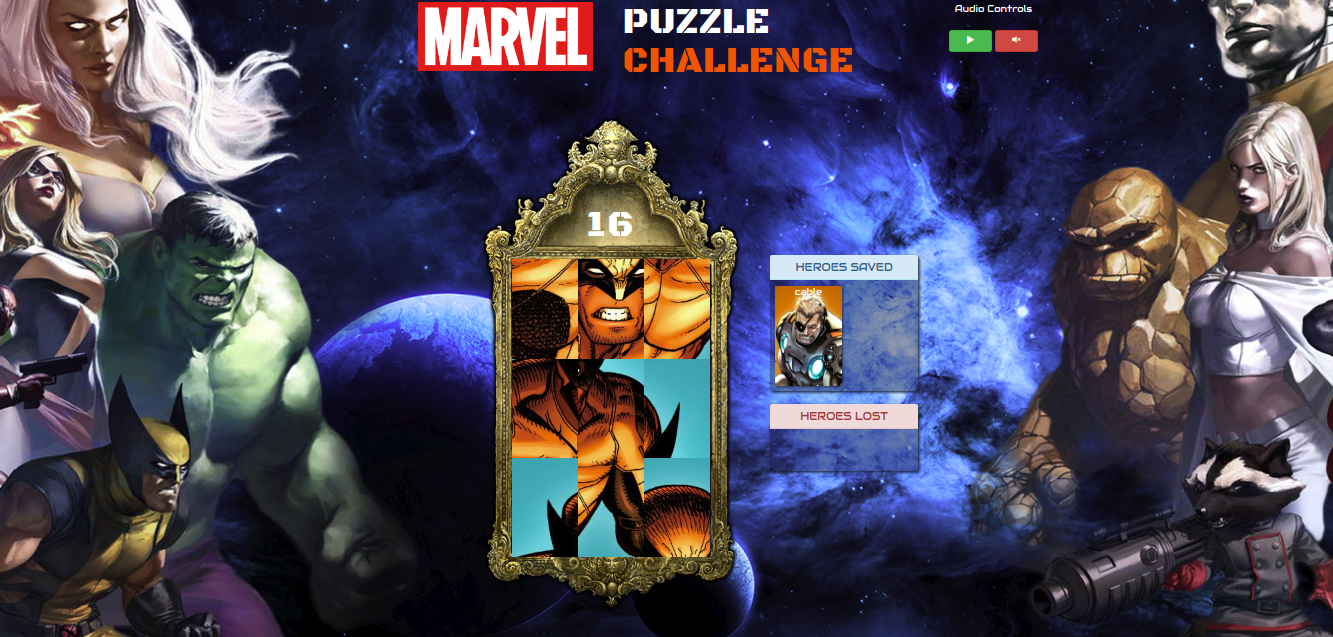 MARVEL
PUZZLE
CHALLENGE
Audio Controls
16
HEROES SAVED
cable
HEROES LOST